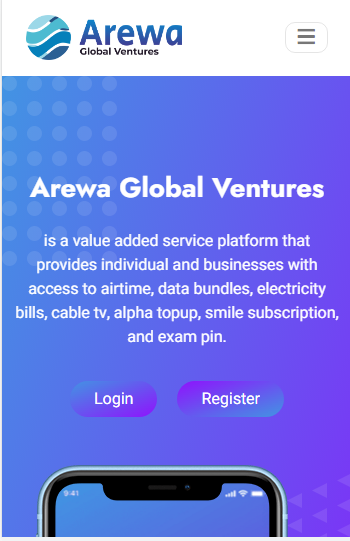 Arewa
Global Ventures
Arewa Global Ventures
is a value added service platform that
provides individual and businesses with
access to airtime, data bundles, electricity
bills, cable tv, alpha topup, smile subscription,
and exam pin.
Login Register
9:41